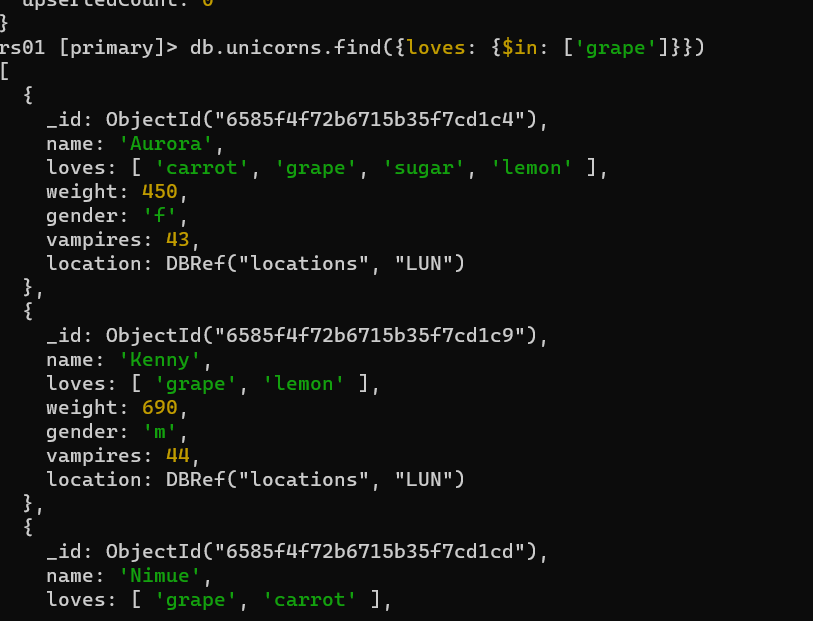 upsertedCount: 0
}
rs01 [primary]> db.unicorns.find({loves: {$in: ['grape']}})
[
  {
    _id: ObjectId("6585f4f72b6715b35f7cd1c4"),
    name: 'Aurora',
    loves: [ 'carrot', 'grape', 'sugar', 'lemon' ],
    weight: 450,
    gender: 'f',
    vampires: 43,
    location: DBRef("locations", "LUN")
  },
  {
    _id: ObjectId("6585f4f72b6715b35f7cd1c9"),
    name: 'Kenny',
    loves: [ 'grape', 'lemon' ],
    weight: 690,
    gender: 'm',
    vampires: 44,
    location: DBRef("locations", "LUN")
  },
  {
    _id: ObjectId("6585f4f72b6715b35f7cd1cd"),
    name: 'Nimue',
    loves: [ 'grape', 'carrot' ],